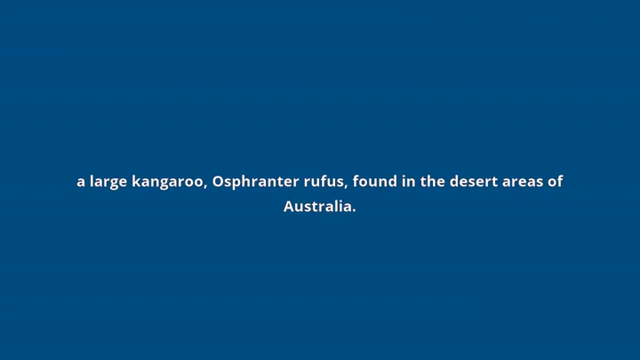 a large kangaroo, Osphranter rufus, found in the desert areas of
Australia.